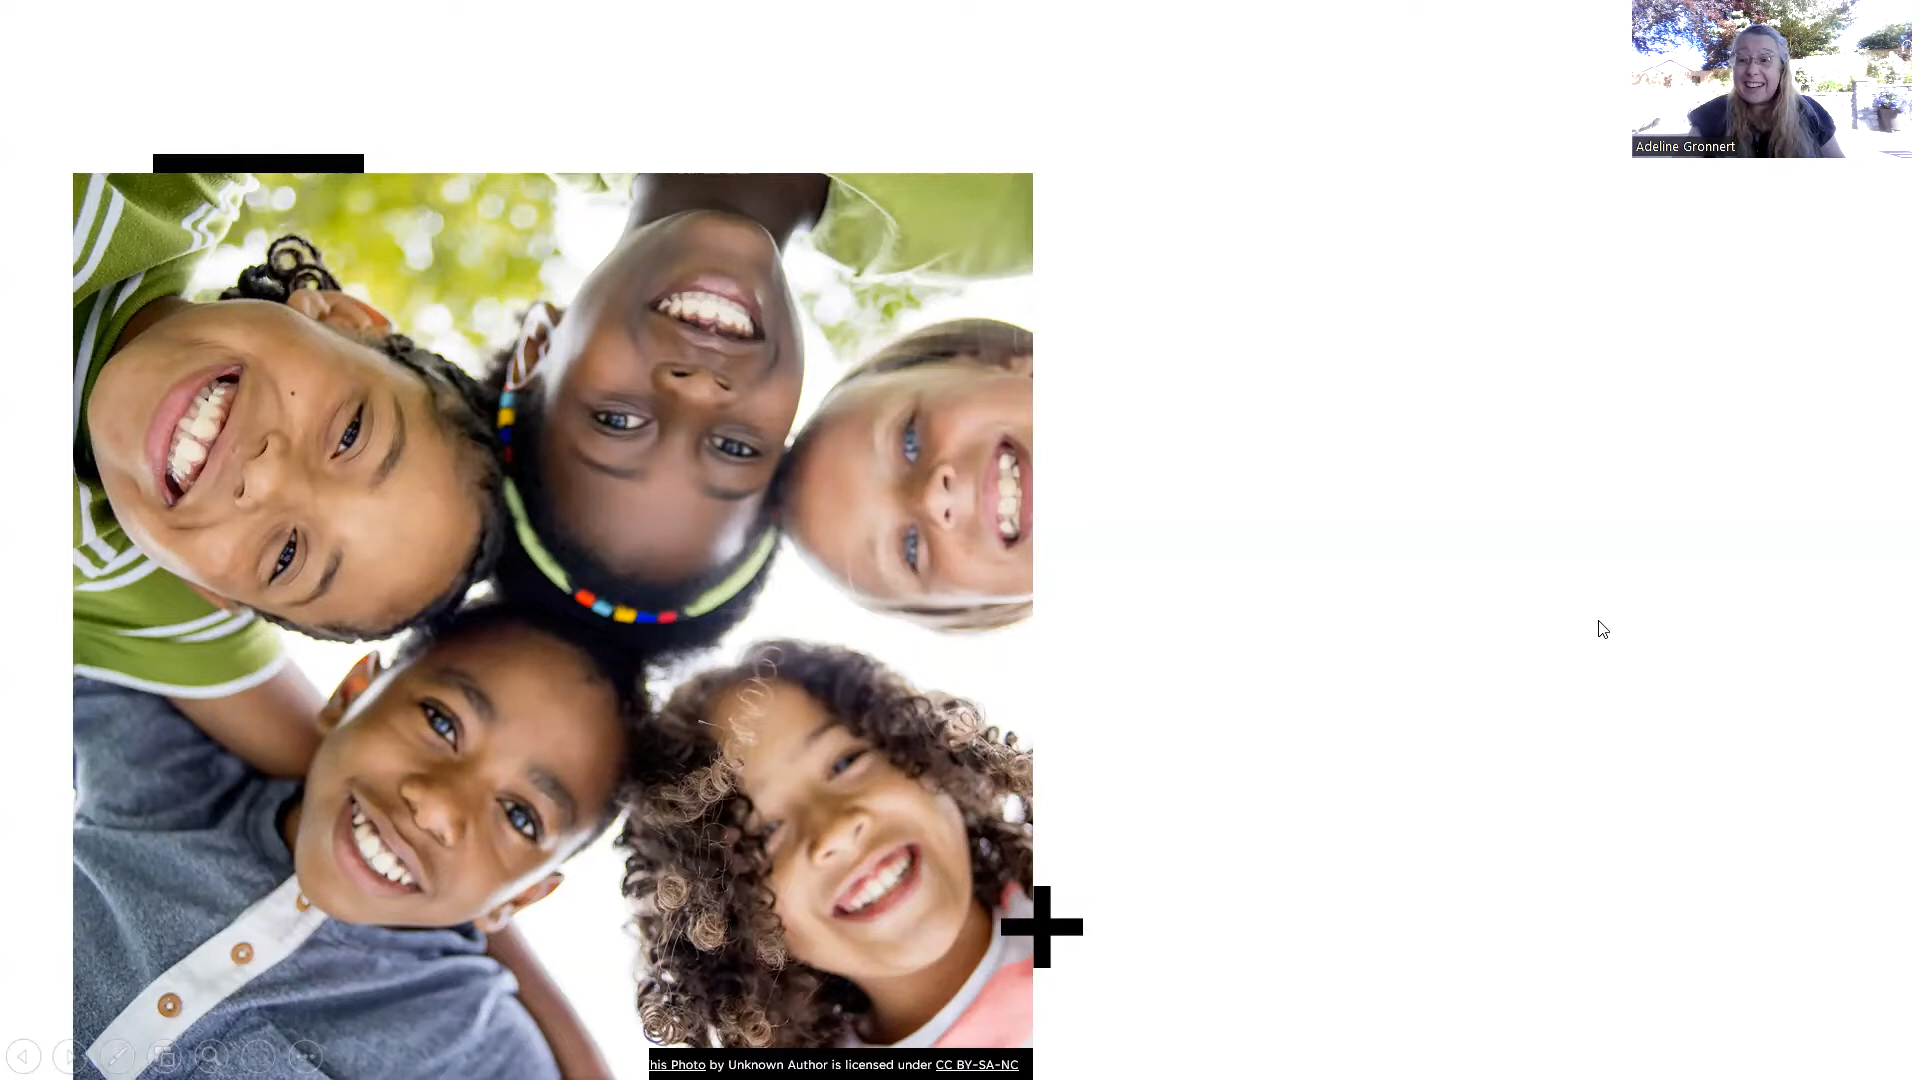 Adeline Gronnert
his Photo by Unknown Author is licensed under CC BY-SA-NC